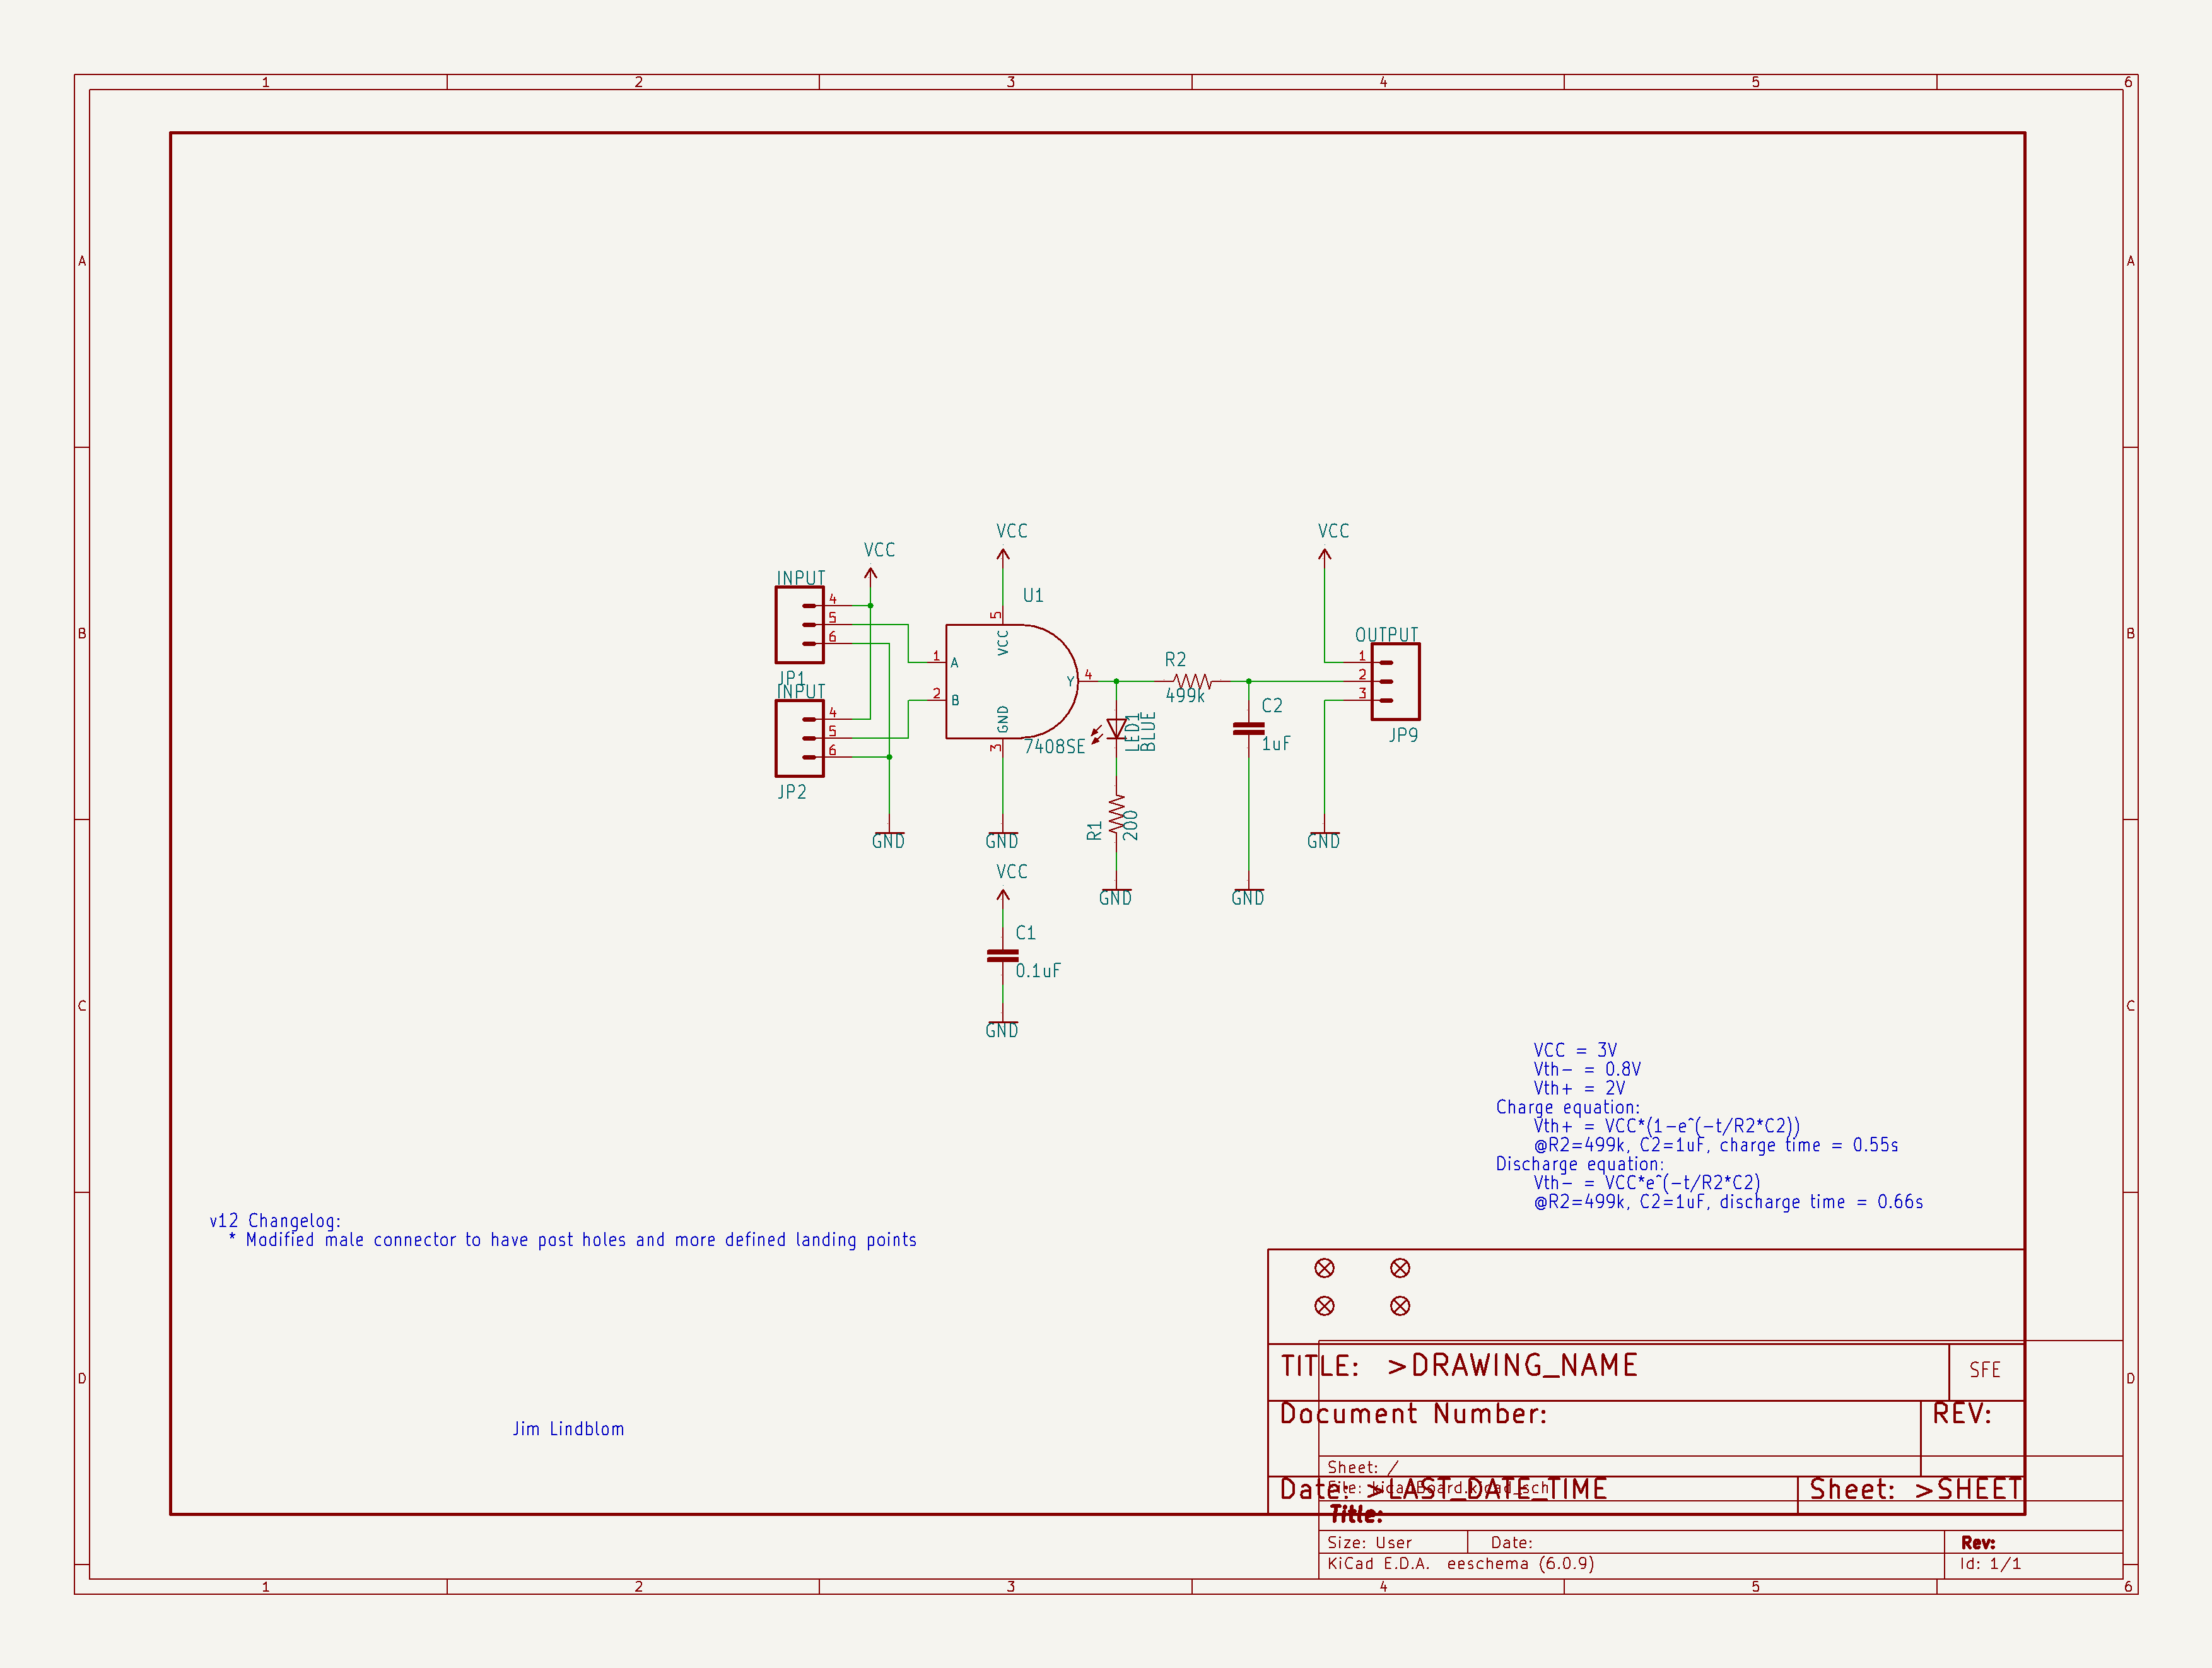 1 2 3 4 5 6
A A
VCC VCC
VCC
INPUT
4
5
6
JP1
U1
5
VCC
1 A
2 B
Y 4
GND
3
7408SE
B B
INPUT
4
5
6
JP2
R2
499k
C2
1uF
LED1
BLUE
R1
200
OUTPUT
1
2
3
JP9
GND GND GND
VCC
GND GND
C1
0.1uF
GND
C C
VCC = 3V
Vth- = 0.8V
Vth+ = 2V
Charge equation:
Vth+ = VCC*(1-e^(-t/R2*C2))
@R2=499k, C2=1uF, charge time = 0.55s
Discharge equation:
Vth- = VCC*e^(-t/R2*C2)
@R2=499k, C2=1uF, discharge time = 0.66s
v12 Changelog:
* Modified male connector to have post holes and more defined landing points
TITLE: >DRAWING_NAME SFE
D D
Document Number: REV:
Jim Lindblom
Sheet: /
File: kicadBoard.kicad_sch
Date: >LAST_DATE_TIME Sheet: >SHEET
Title:
Size: User Date: Rev:
KiCad E.D.A. eeschema (6.0.9) Id: 1/1
1 2 3 4 5 6